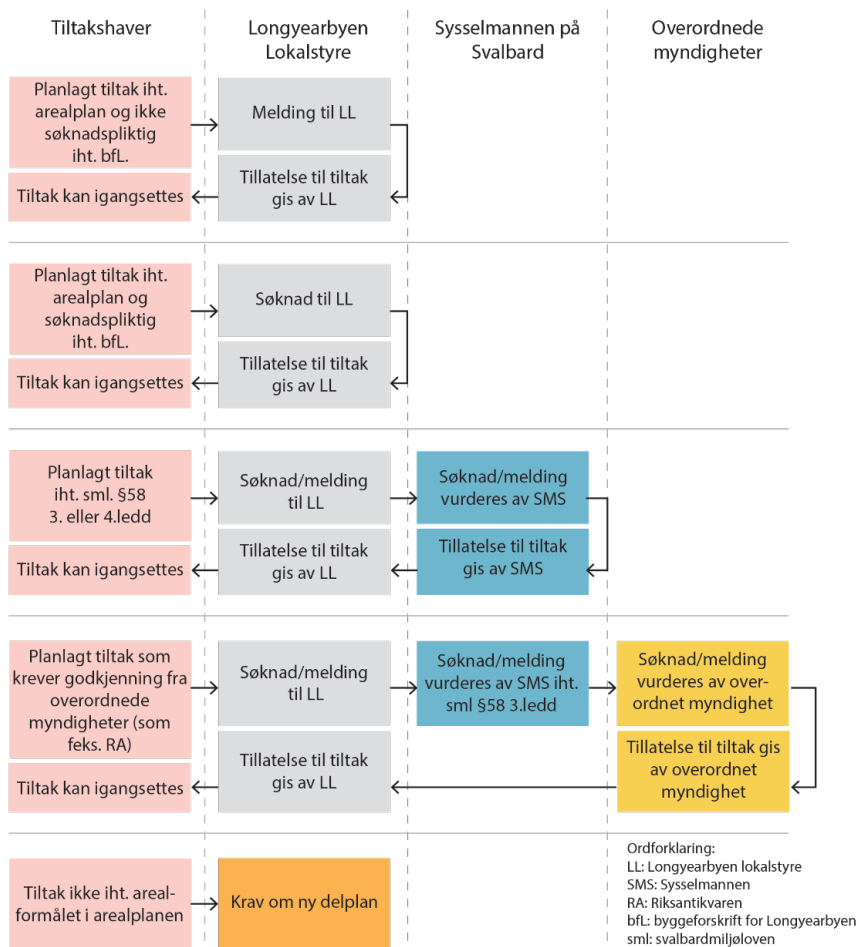 Tiltakshaver
Longyearbyen
Lokalstyre
Sysselmannen på
Svalbard
Overordnede
myndigheter
Planlagt tiltak iht.
arealplan og ikke
søknadspliktig
iht. bfL.
Melding til LL
Tiltak kan igangsettes
Tillatelse til tiltak
gis av LL
Planlagt tiltak iht.
arealplan og
søknadspliktig
iht. bfL.
Søknad til LL
Tiltak kan igangsettes
Tillatelse til tiltak
gis av LL
Planlagt tiltak
iht. sml. §58
3. eller 4.ledd
Søknad/melding
til LL
Søknad/melding
vurderes av SMS
Tiltak kan igangsettes
Tillatelse til tiltak
gis av LL
Tillatelse til tiltak
gis av SMS
Planlagt tiltak som
krever godkjenning fra
overordnede
myndigheter (som
feks. RA)
Søknad/melding
til LL
Søknad/melding
vurderes av SMS iht.
sml §58 3.ledd
Søknad/melding
vurderes av over-
ordnet myndighet
Tiltak kan igangsettes
Tillatelse til tiltak
gis av LL
Tillatelse til tiltak gis
av overordnet
myndighet
Tiltak ikke iht. areal-
formålet i arealplanen
Krav om ny delplan
Ordforklaring:
LL: Longyearbyen lokalstyre
SMS: Sysselmannen
RA: Riksantikvaren
bfL: byggeforskrift for Longyearbyen
sml: svalbardmiljøloven